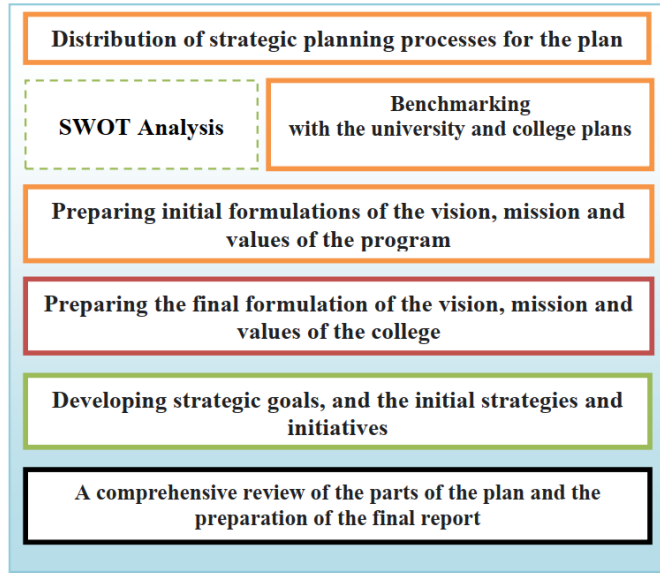 Distribution of strategic planning processes for the plan
SWOT Analysis
Benchmarking
with the university and college plans
Preparing initial formulations of the vision, mission and
values of the program
Preparing the final formulation of the vision, mission and
values of the college
Developing strategic goals, and the initial strategies and
initiatives
A comprehensive review of the parts of the plan and the
preparation of the final report